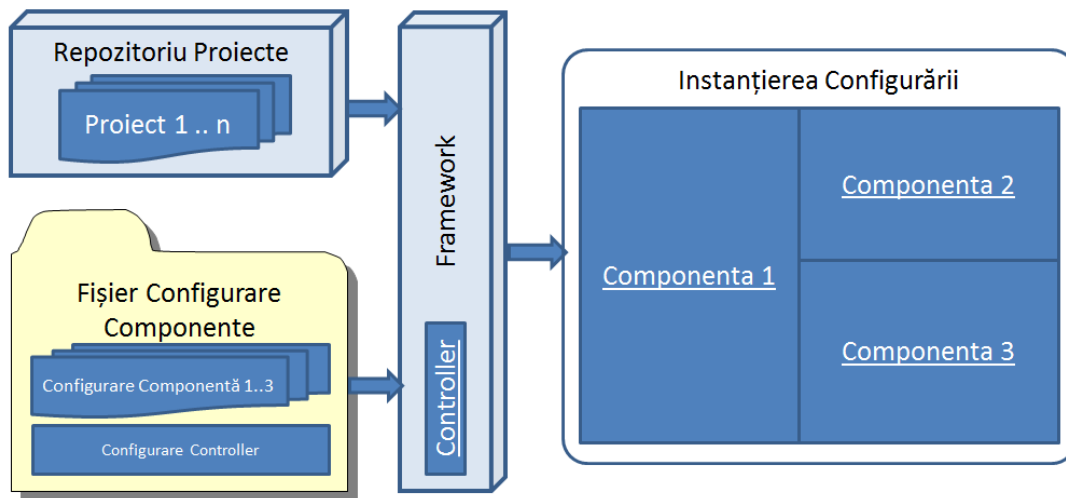 Repozitoriu Proiecte
Proiect 1 .. n
Fișier Configurare
Componente
Configurare Componentă 1..3
Configurare Controller
Framework
Controller
Instanțierea Configurării
Componenta 1
Componenta 2
Componenta 3